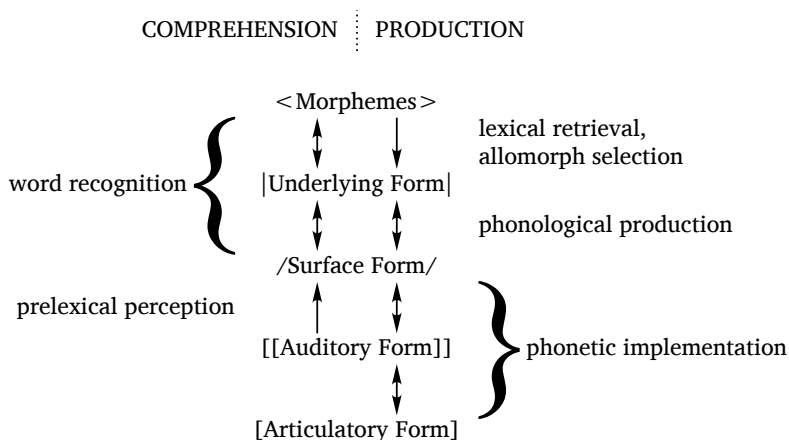 COMPREHENSION PRODUCTION
<Morphemes>
lexical retrieval,
allomorph selection
word recognition
|Underlying Form|
phonological production
/Surface Form/
prelexical perception
[[Auditory Form]]
phonetic implementation
[Articulatory Form]